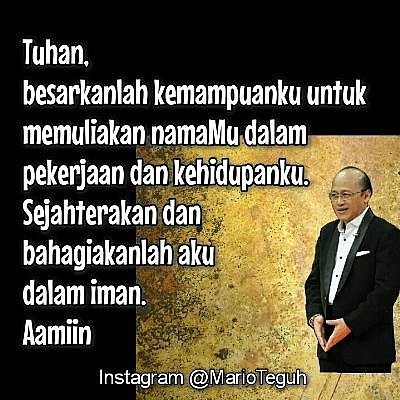 Tuhan,
besarkanlah kemampuanku untuk
memuliakan namaMu dalam
pekerjaan dan kehidupanku.
Sejahterakan dan
bahagiakanlah aku
dalam iman.
Aamiin
Instagram @MarioTeguh